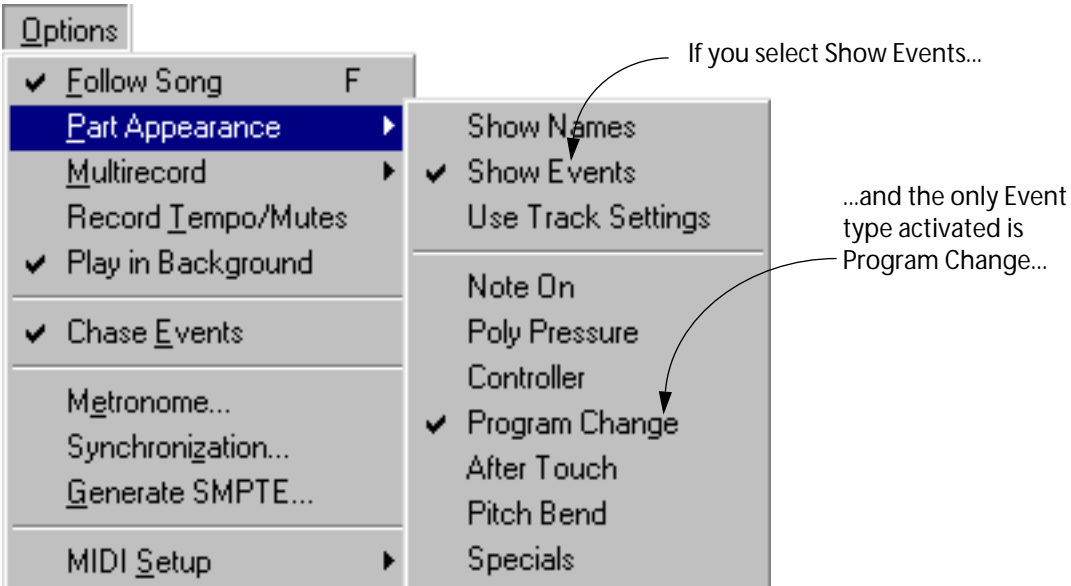 Options
Follow Song F
Part Appearance
Multirecord
Record Tempo/Mutes
Play in Background
Chase Events
Metronome...
Synchronization...
Generate SMPTE...
MIDI Setup
Show Names
Show Events
Use Track Settings
Note On
Poly Pressure
Controller
Program Change
After Touch
Pitch Bend
Specials
If you select Show Events...
...and the only Event
type activated is
Program Change...